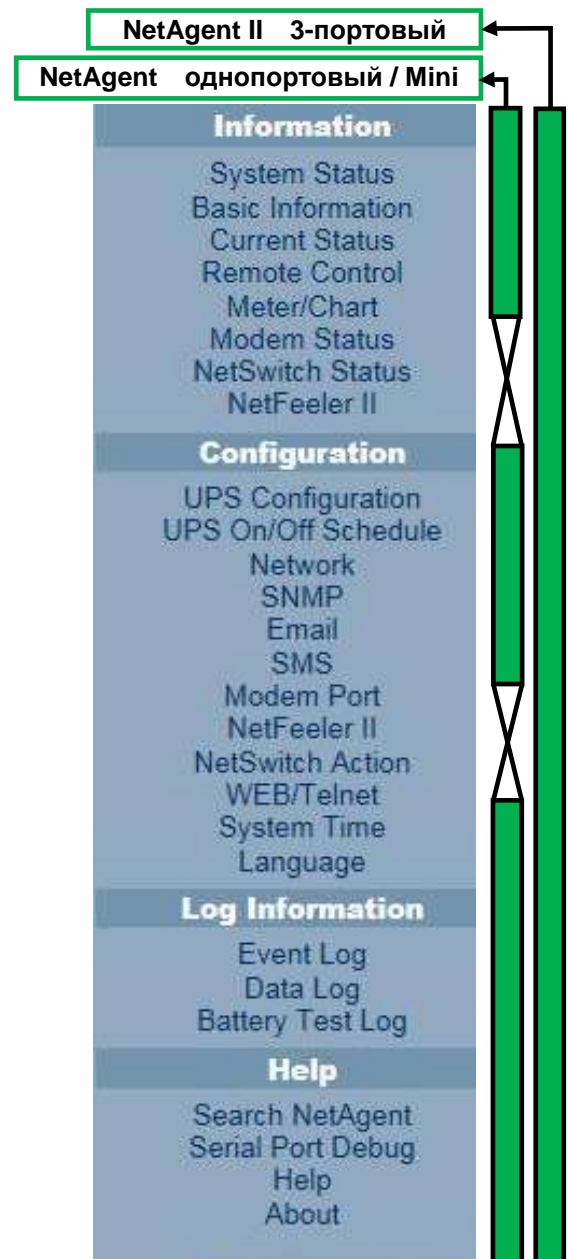 NetAgent II 3-портовый
NetAgent однопортовый / Mini
Information
System Status
Basic Information
Current Status
Remote Control
Meter/Chart
Modem Status
NetSwitch Status
NetFeeler II
Configuration
UPS Configuration
UPS On/Off Schedule
Network
SNMP
Email
SMS
Modem Port
NetFeeler II
NetSwitch Action
WEB/Telnet
System Time
Language
Log Information
Event Log
Data Log
Battery Test Log
Help
Search NetAgent
Serial Port Debug
Help
About